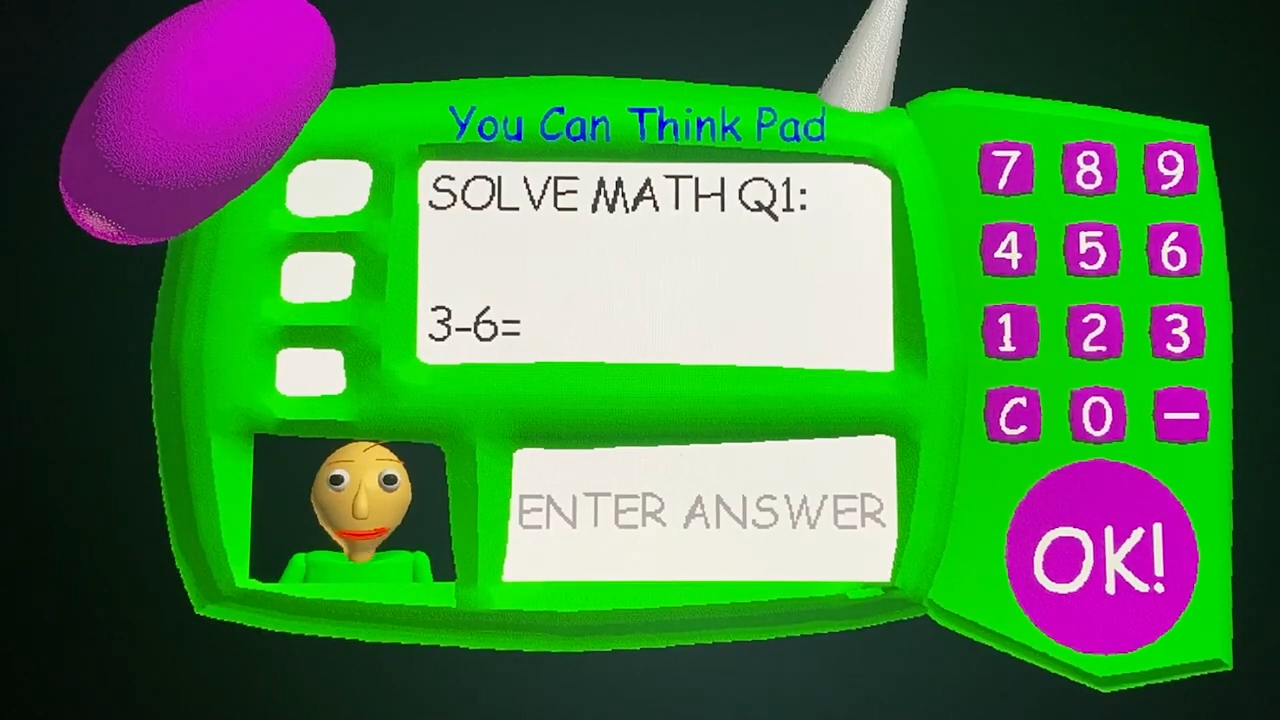 You Can Think Pad
SOLVE MATH Q1:
3-6=
ENTER ANSWER
7 8 9
4 5 6
1 2 3
C 0 −
OK!